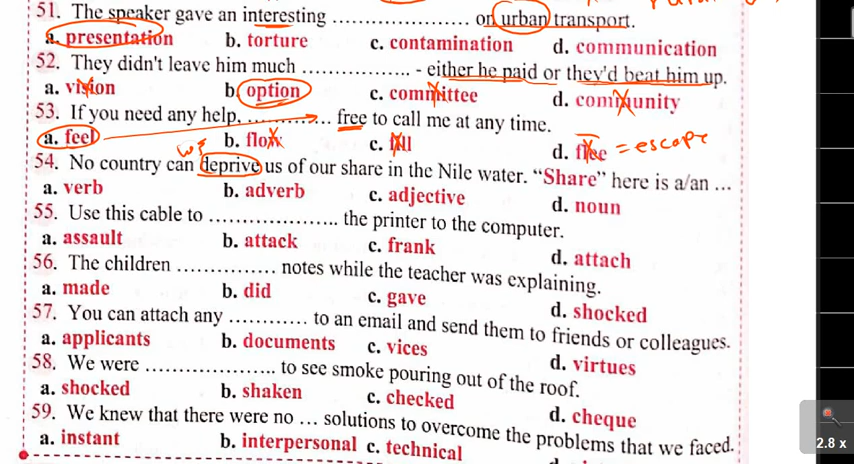 51. The speaker gave an interesting ........................ on urban transport.
a. presentation b. torture c. contamination d. communication
52. They didn't leave him much ................... - either he paid or they'd beat him up.
a. vision b. option c. committee d. community
53. If you need any help, ............... free to call me at any time.
a. feel b. flo c. fill d. flee = escape
54. No country can deprive us of our share in the Nile water. “Share” here is a/an ...
a. verb b. adverb c. adjective d. noun
55. Use this cable to ...................... the printer to the computer.
a. assault b. attack c. frank d. attach
56. The children ................. notes while the teacher was explaining.
a. made b. did c. gave d. shocked
57. You can attach any ............. to an email and send them to friends or colleagues.
a. applicants b. documents c. vices d. virtues
58. We were ...................... to see smoke pouring out of the roof.
a. shocked b. shaken c. checked d. cheque
59. We knew that there were no ... solutions to overcome the problems that we faced.
a. instant b. interpersonal c. technical
2.8 x